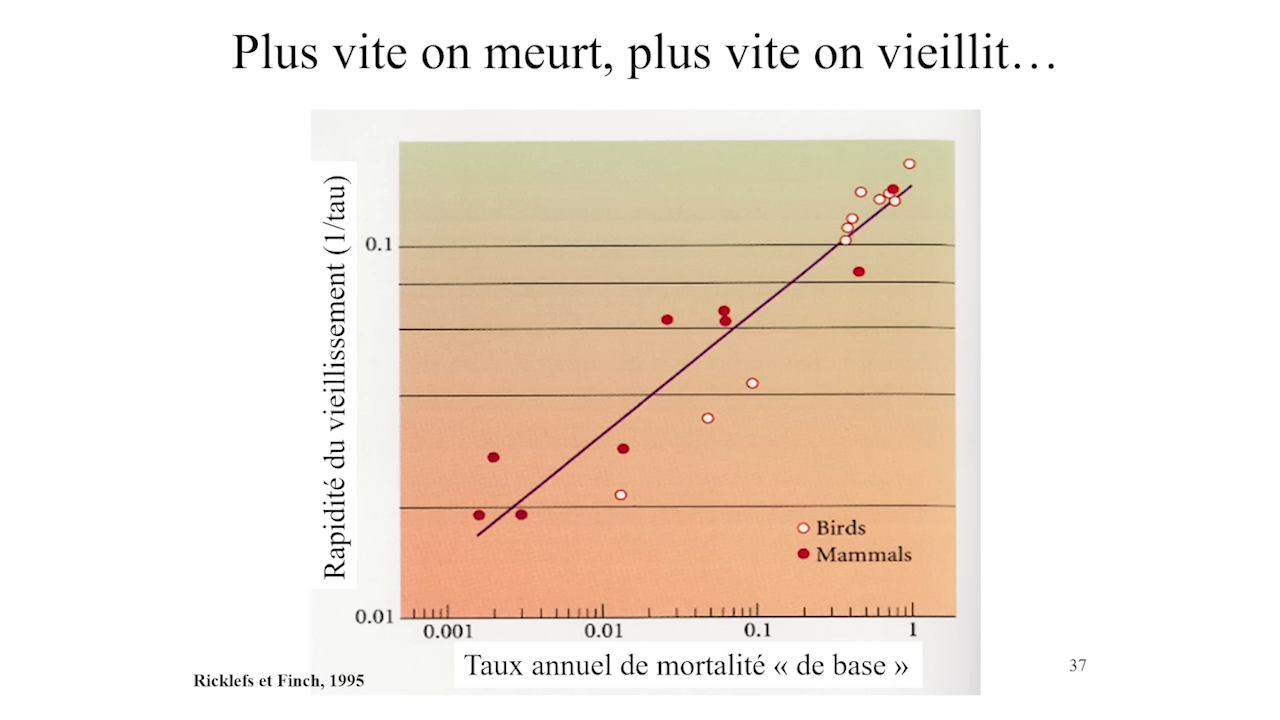 Plus vite on meurt, plus vite on vieillit…
Rapidité du vieillissement (1/tau)
0.1
0.01
Birds
Mammals
0.001
0.01
0.1
1
Taux annuel de mortalité « de base »
Ricklefs et Finch, 1995
37